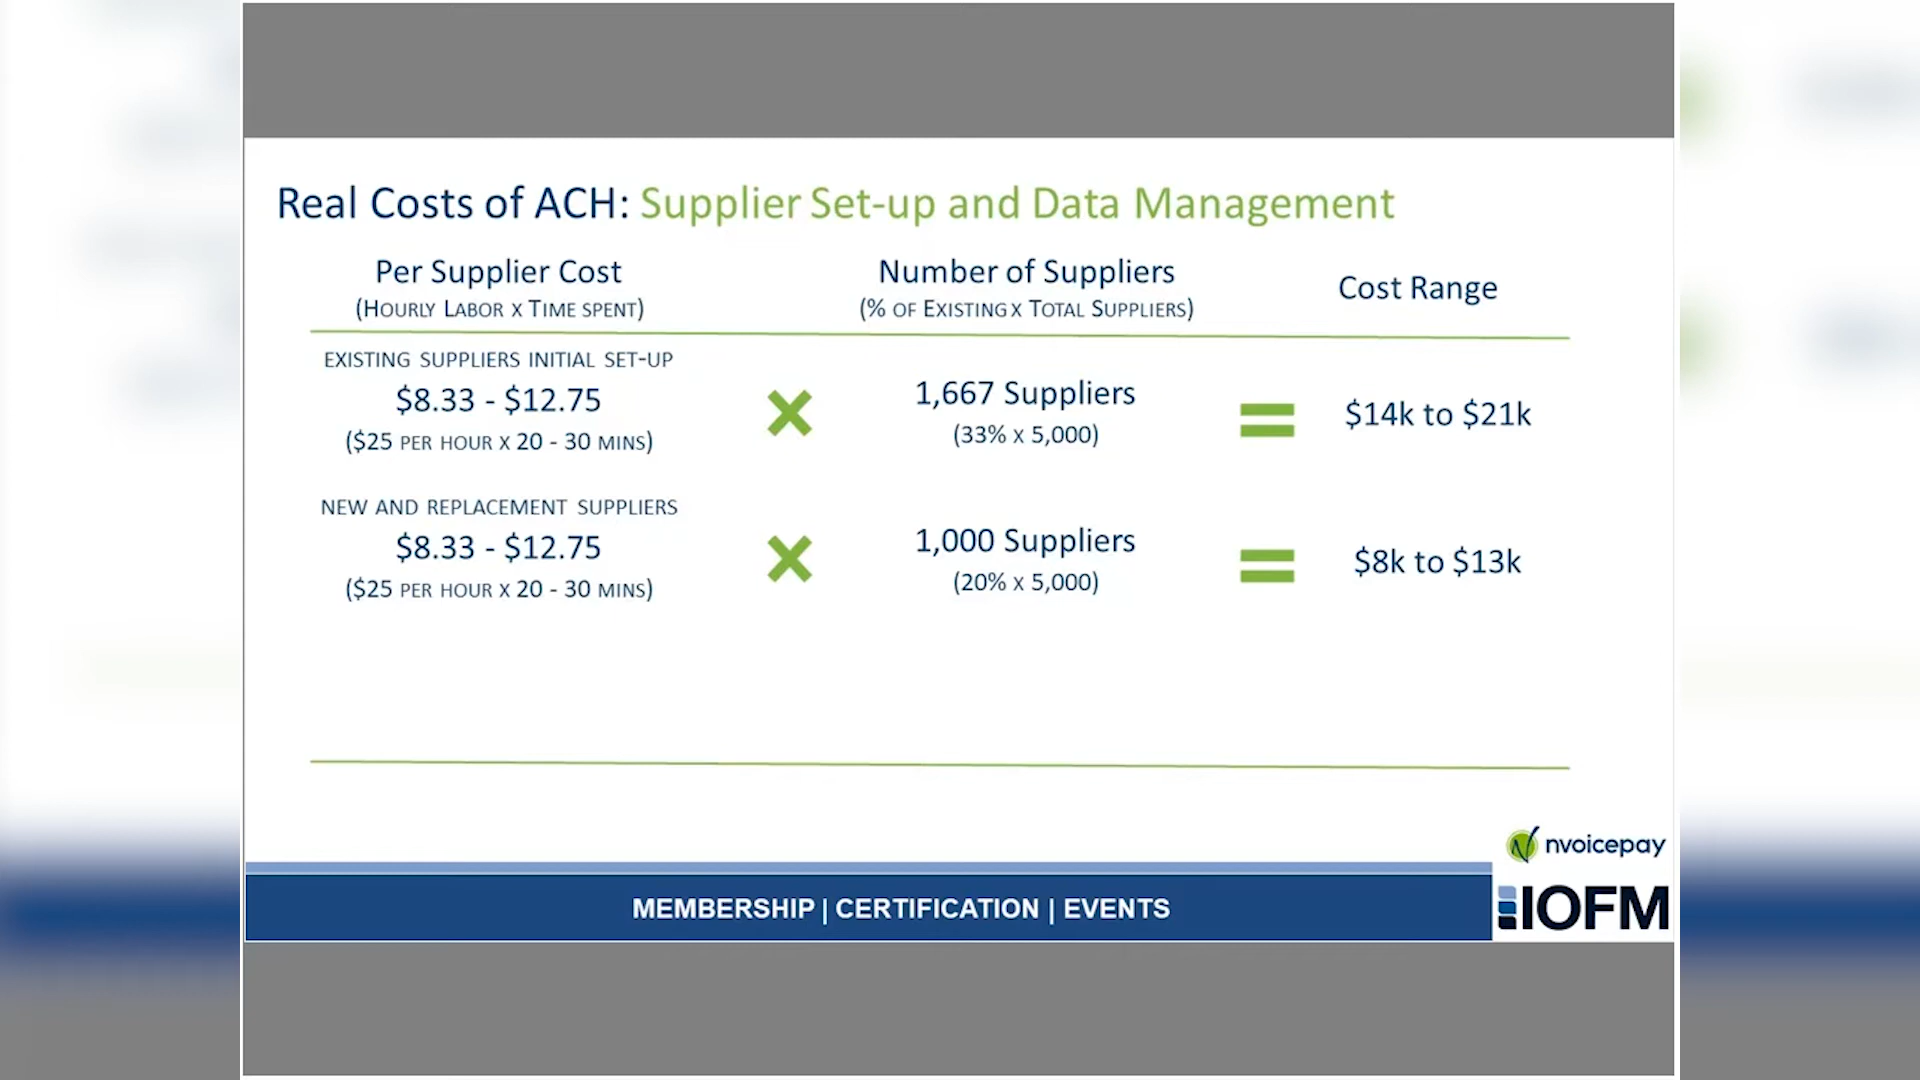 Real Costs of ACH: Supplier Set-up and Data Management
Per Supplier Cost
(Hourly Labor x Time spent)
Number of Suppliers
(% of Existing x Total Suppliers)
Cost Range
existing suppliers initial set-up
$8.33 - $12.75
($25 per hour x 20 - 30 mins)
1,667 Suppliers
(33% x 5,000)
$14k to $21k
new and replacement suppliers
$8.33 - $12.75
($25 per hour x 20 - 30 mins)
1,000 Suppliers
(20% x 5,000)
$8k to $13k
nvoicepay
MEMBERSHIP | CERTIFICATION | EVENTS
IOFM